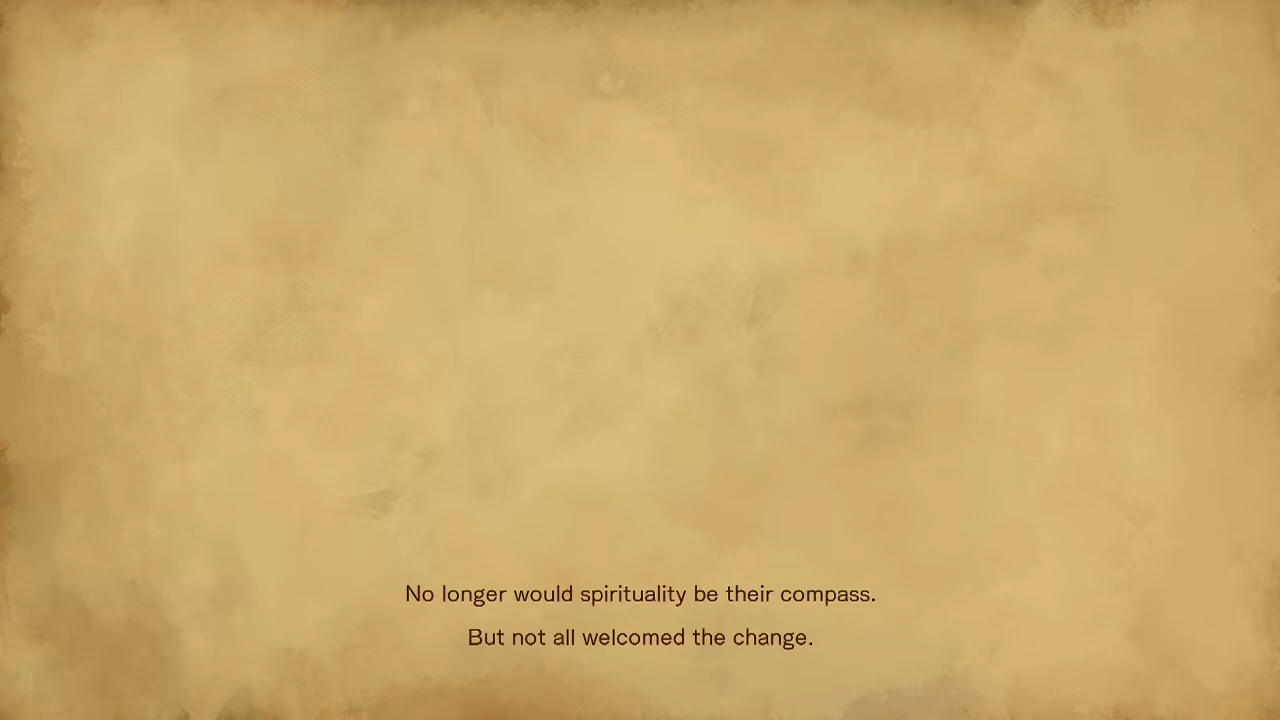 No longer would spirituality be their compass.
But not all welcomed the change.